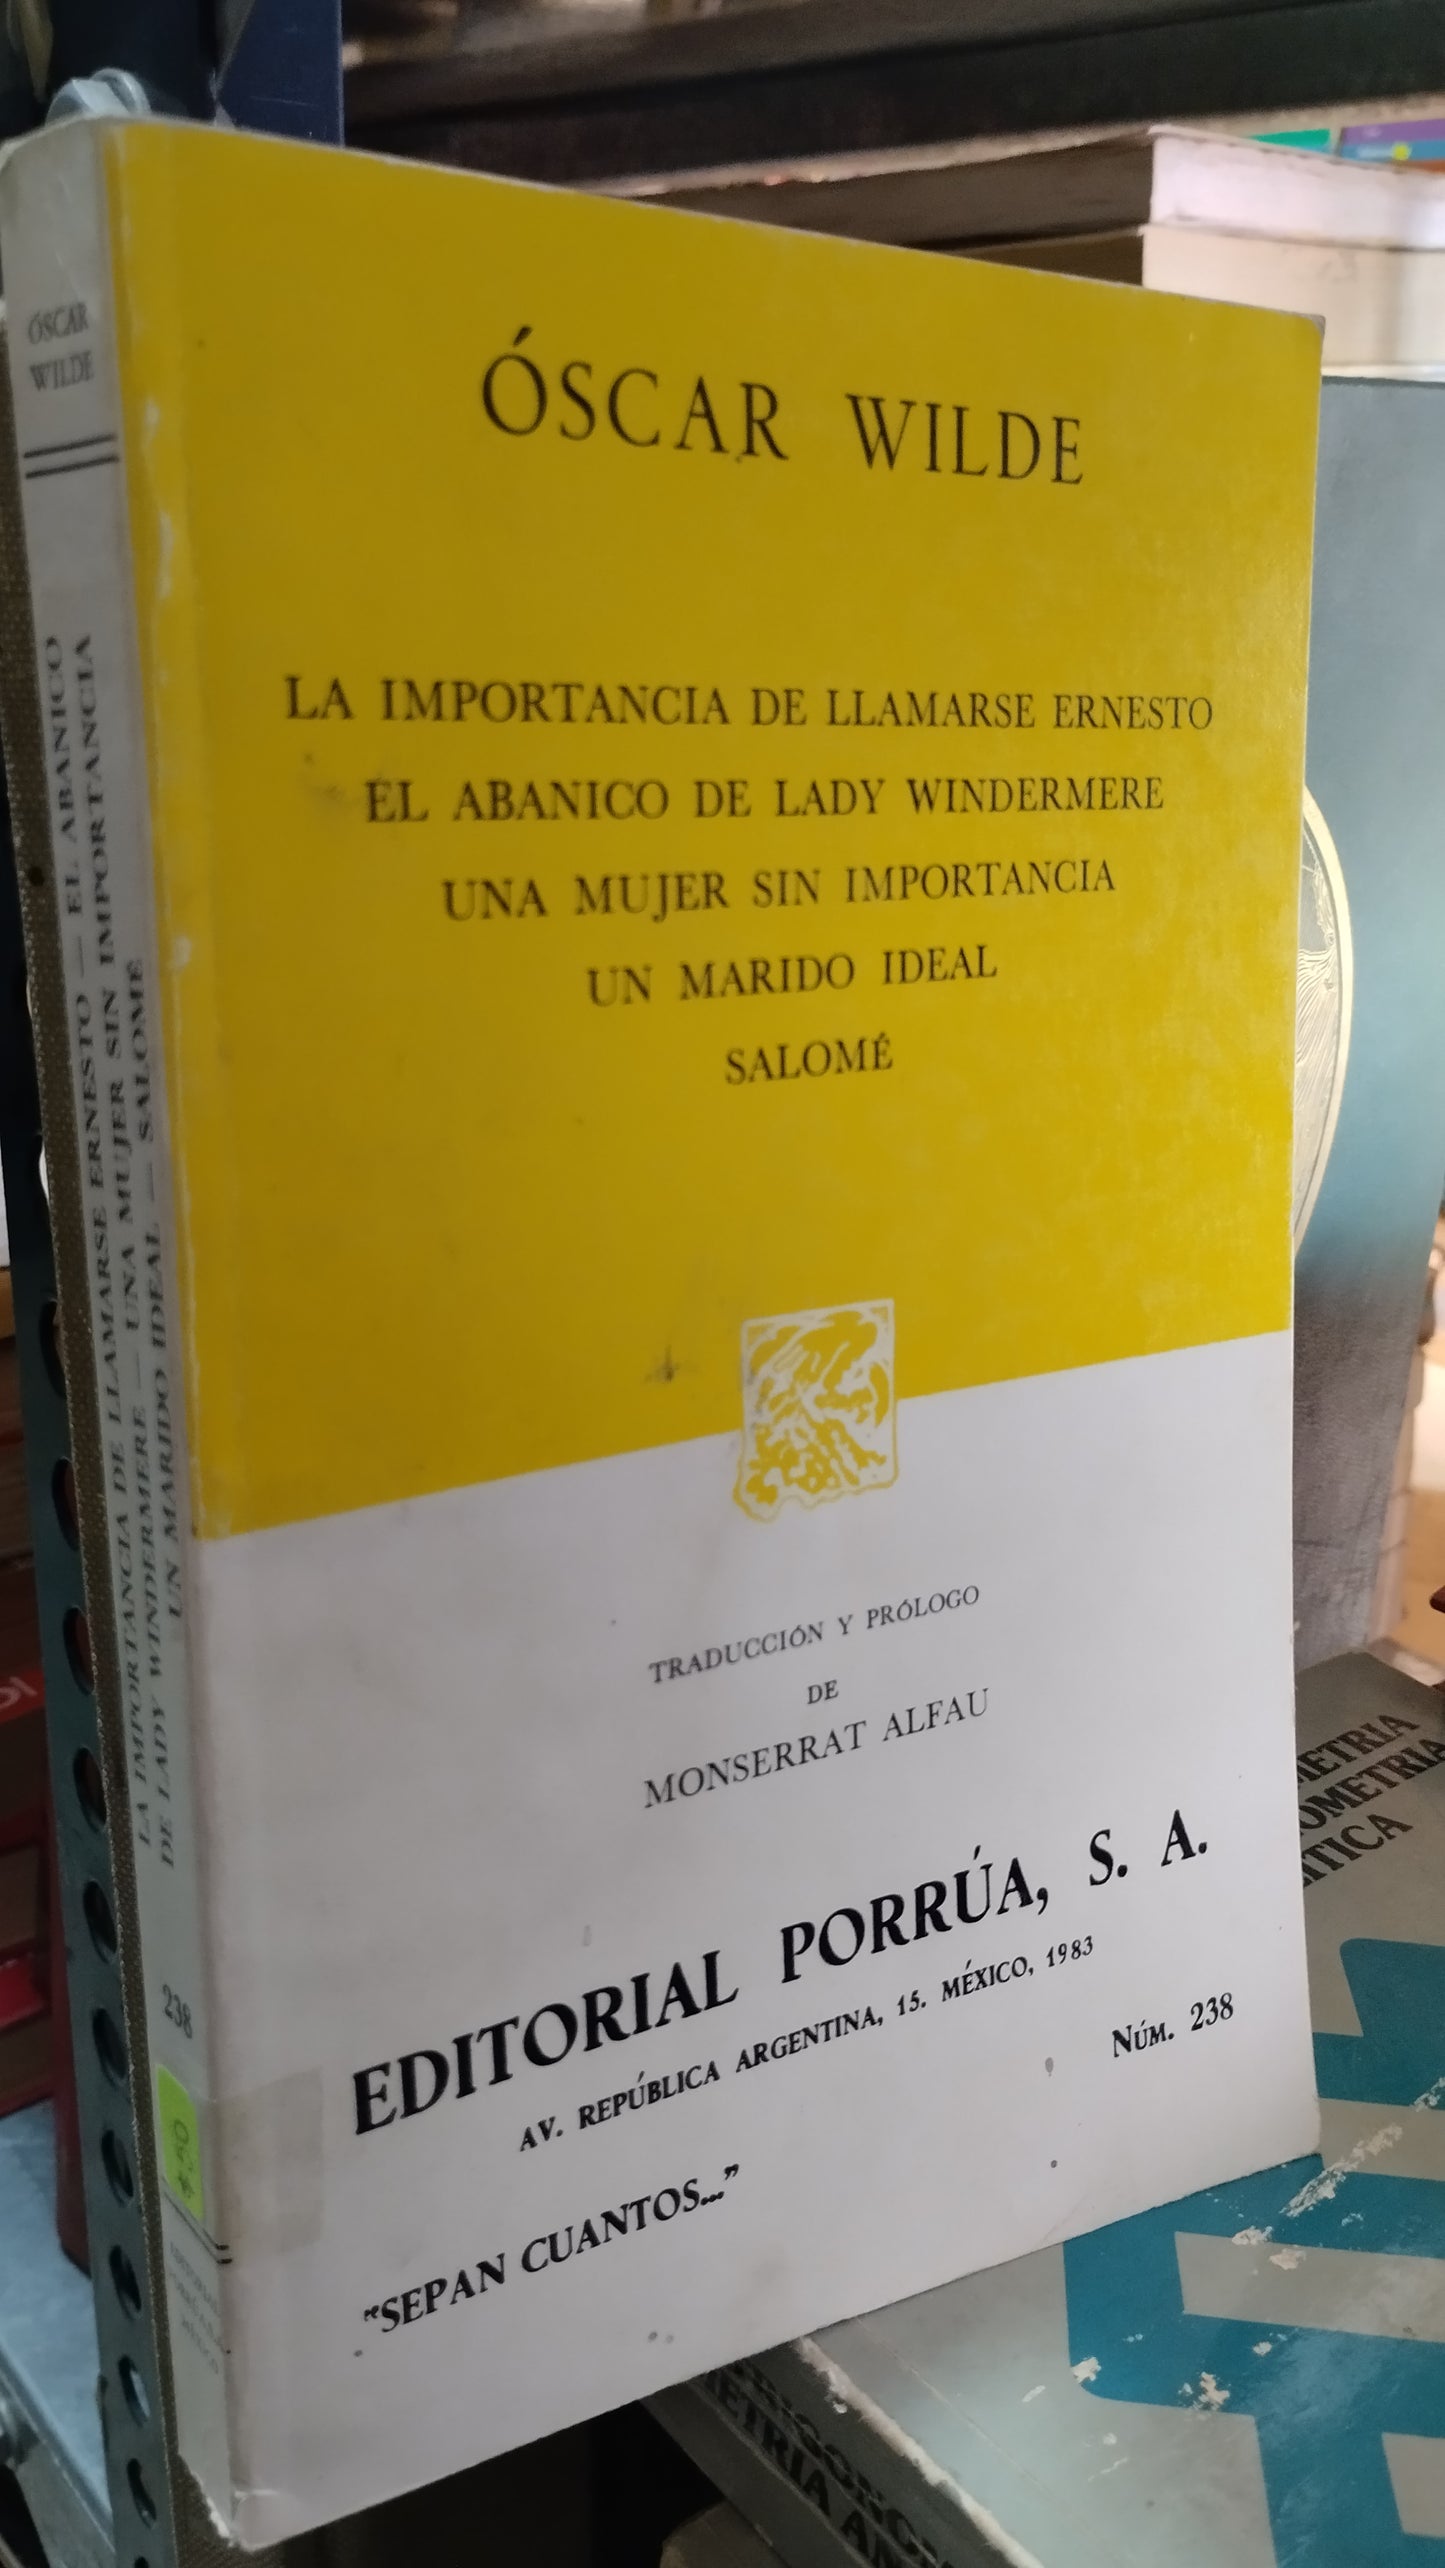 ÓSCAR WILDE
LA IMPORTANCIA DE LLAMARSE ERNESTO
EL ABANICO DE LADY WINDERMERE
UNA MUJER SIN IMPORTANCIA
UN MARIDO IDEAL
SALOMÉ
TRADUCCIÓN Y PRÓLOGO
DE
MONSERRAT ALFAU
EDITORIAL PORRÚA, S. A.
AV. REPÚBLICA ARGENTINA, 15. MÉXICO, 1983
"SEPAN CUANTOS..."
NÚM. 238
ÓSCAR
WILDE
LA IMPORTANCIA DE LLAMARSE ERNESTO — EL ABANICO
DE LADY WINDERMERE — UNA MUJER SIN IMPORTANCIA
UN MARIDO IDEAL — SALOMÉ
238